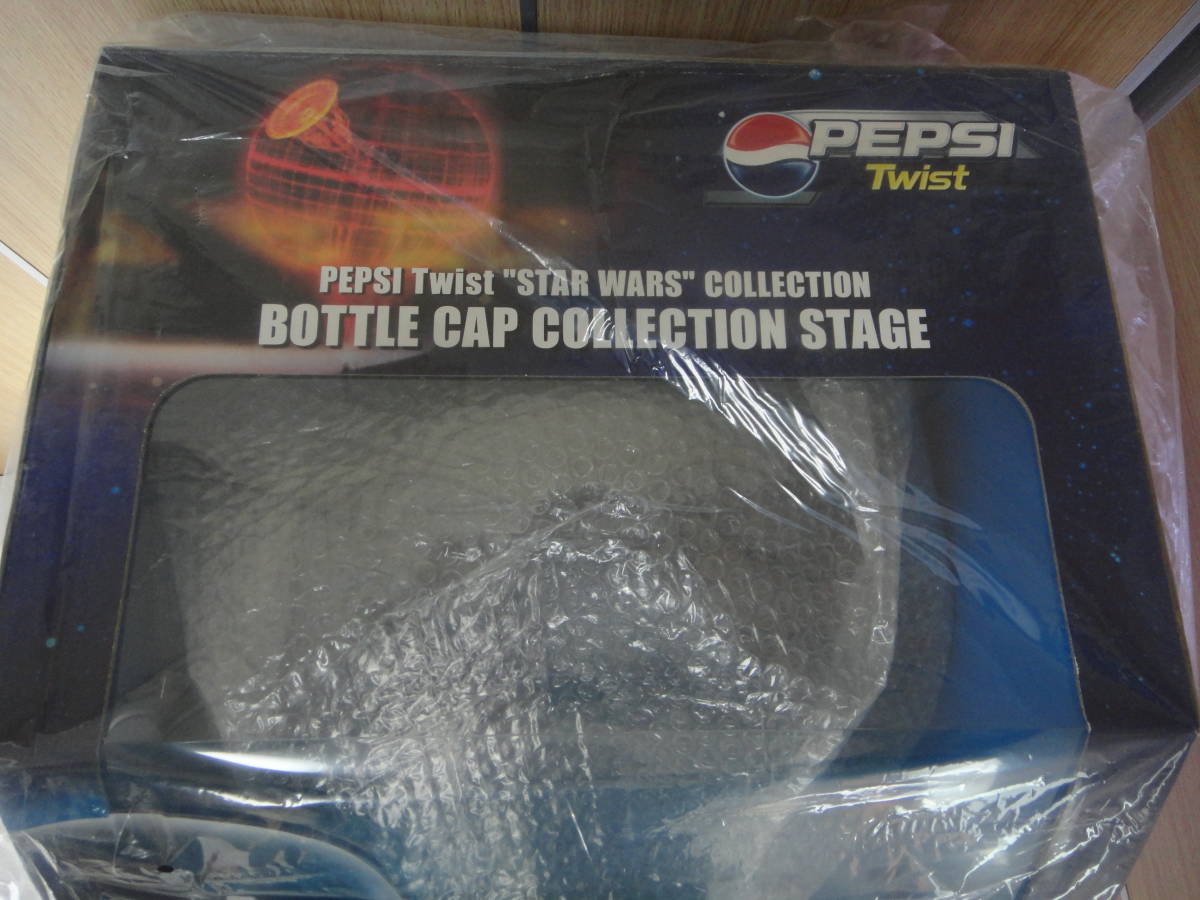 PEPSI
Twist
PEPSI Twist "STAR WARS" COLLECTION
BOTTLE CAP COLLECTION STAGE